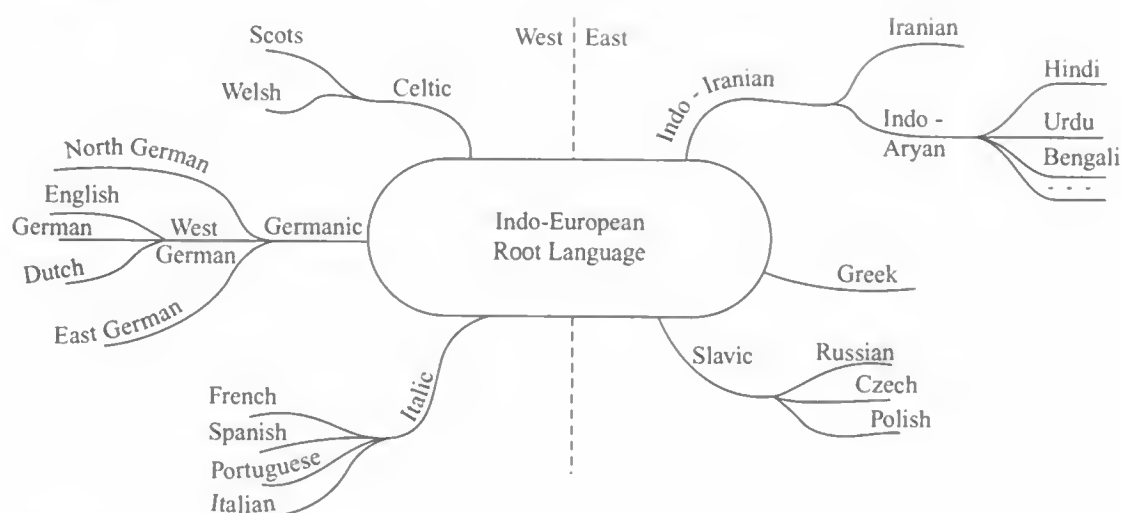 Scots
Welsh
Celtic
West East
Indo - Iranian
Iranian
Indo -
Aryan
Hindi
Urdu
Bengali
. . .
North German
English
German
Dutch
West
German
Germanic
East German
Indo-European
Root Language
Greek
Slavic
Russian
Czech
Polish
Italic
French
Spanish
Portuguese
Italian